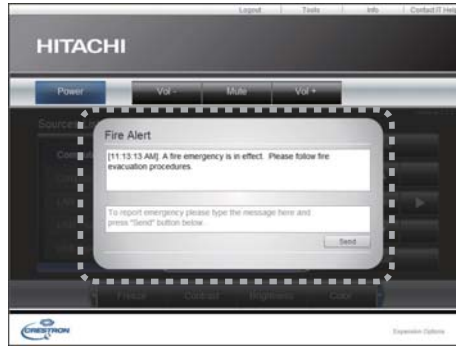 Logout Tools Info Contact IT Help
HITACHI
Power Vol - Mute Vol +
Sources List
Fire Alert
[11:13:13 AM] A fire emergency is in effect. Please follow fire
evacuation procedures.
To report emergency please type the message here and
press "Send" button below.
Send
Freeze Contrast Brightness Color
CRESTRON
Expansion Options